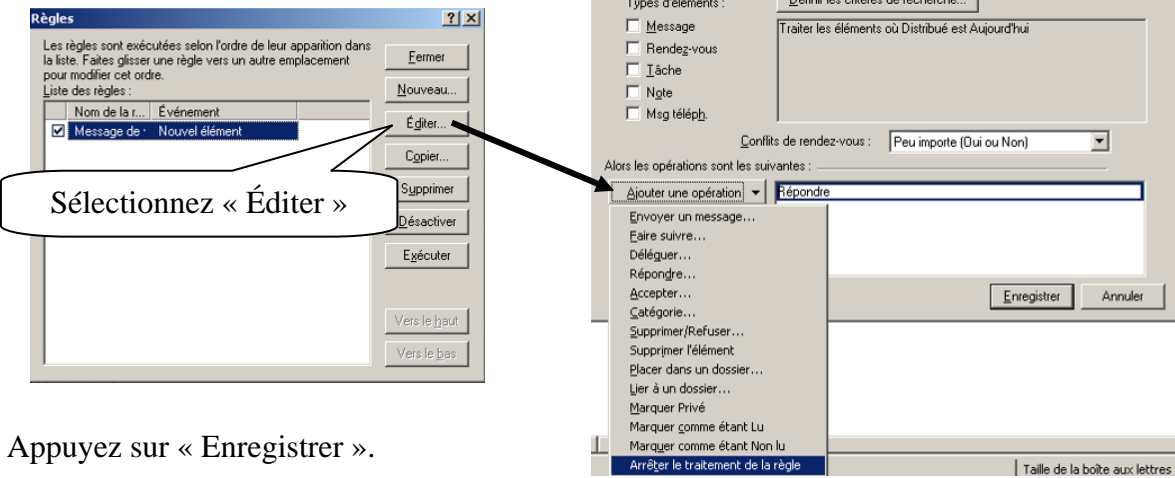 Règles
Les règles sont exécutées selon l'ordre de leur apparition dans
la liste. Faites glisser une règle vers un autre emplacement
pour modifier cet ordre.
Liste des règles :
Nom de la r... Événement
Message de Nouvel élément
Fermer
Nouveau...
Éditer...
Copier...
Supprimer
Désactiver
Exécuter
Vers le haut
Vers le bas
Sélectionnez « Éditer »
Appuyez sur « Enregistrer ».
Types d'éléments :
Définir les critères de recherche...
Message
Rendez-vous
Tâche
Note
Msg téléph.
Traiter les éléments où Distribué est Aujourd'hui
Conflits de rendez-vous : Peu importe (Oui ou Non)
Alors les opérations sont les suivantes :
Ajouter une opération
Répondre
Envoyer un message...
Faire suivre...
Déléguer...
Répondre...
Accepter...
Catégorie...
Supprimer/Refuser...
Supprimer l'élément
Placer dans un dossier...
Lier à un dossier...
Marquer Privé
Marquer comme étant Lu
Marquer comme étant Non lu
Arrêter le traitement de la règle
Enregistrer
Annuler
Taille de la boîte aux lettres